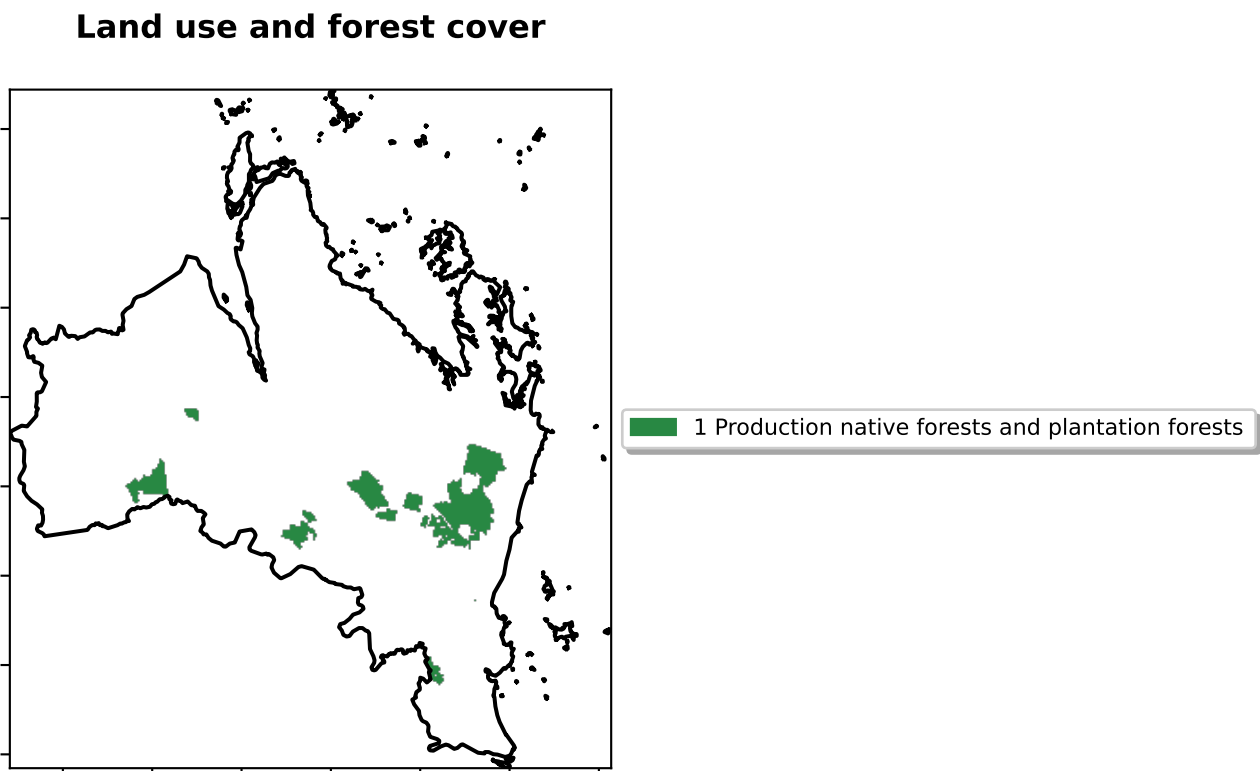 Land use and forest cover
1 Production native forests and plantation forests